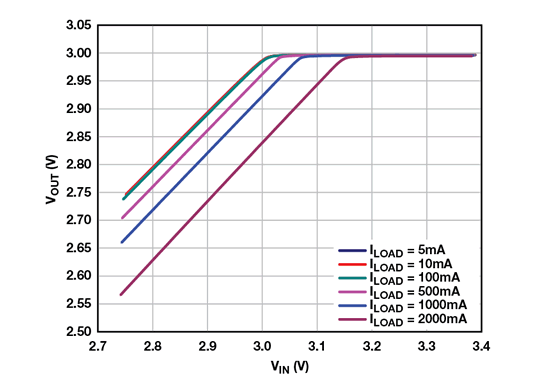 3.05
3.00
2.95
2.90
2.85
2.80
2.75
2.70
2.65
2.60
2.55
2.50
VOUT (V)
ILOAD = 5mA
ILOAD = 10mA
ILOAD = 100mA
ILOAD = 500mA
ILOAD = 1000mA
ILOAD = 2000mA
2.7 2.8 2.9 3.0 3.1 3.2 3.3 3.4
VIN (V)